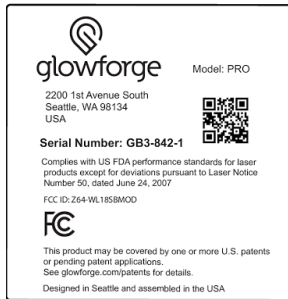 glowforge
Model: PRO
2200 1st Avenue South
Seattle, WA 98134
USA
Serial Number: GB3-842-1
Complies with US FDA performance standards for laser
products except for deviations pursuant to Laser Notice
Number 50, dated June 24, 2007
FCC ID: Z64-WL18SBMOD
FC
This product may be covered by one or more U.S. patents
or pending patent applications.
See glowforge.com/patents for details.
Designed in Seattle and assembled in the USA